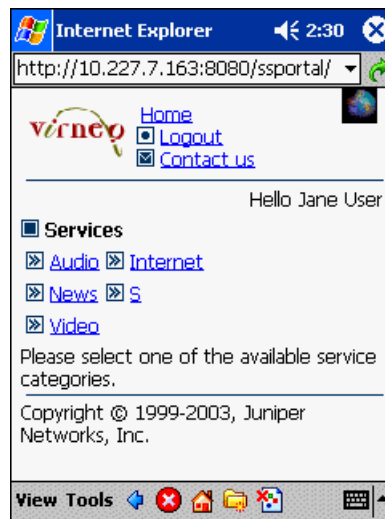 Internet Explorer 2:30
http://10.227.7.163:8080/ssportal/
virneo
Home
Logout
Contact us
Hello Jane User
Services
Audio Internet
News S
Video
Please select one of the available service
categories.
Copyright © 1999-2003, Juniper
Networks, Inc.
View Tools